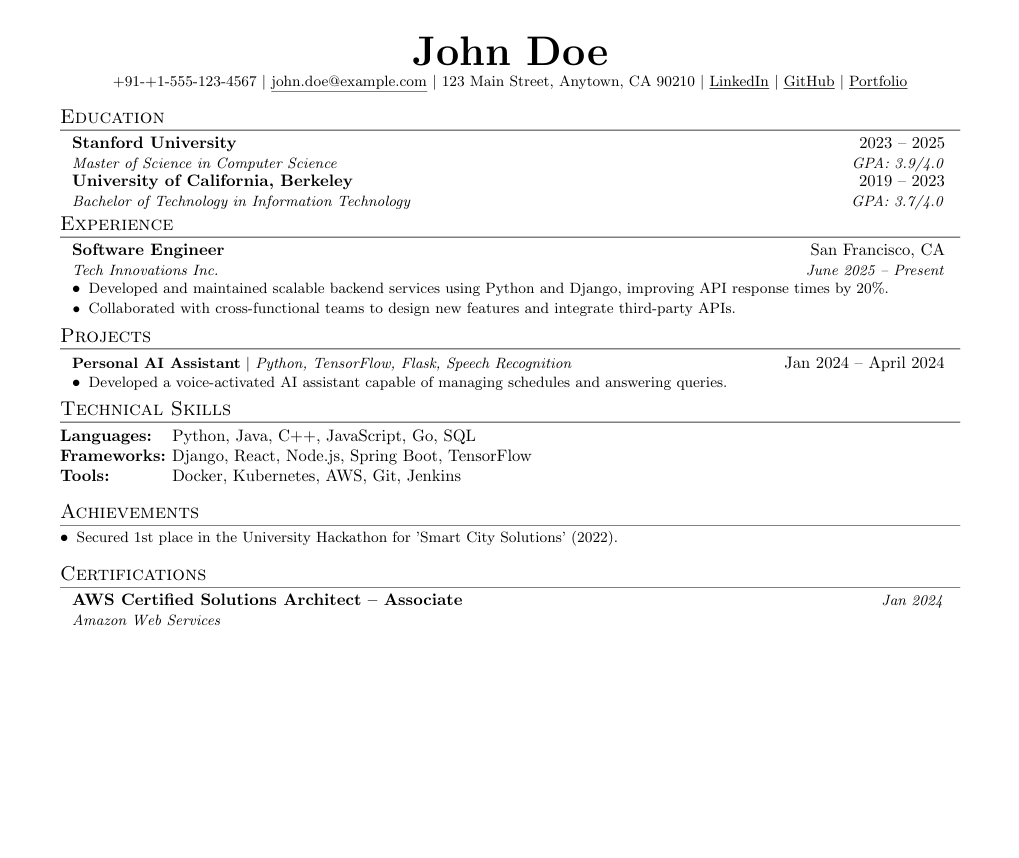 John Doe
+91-+1-555-123-4567 | john.doe@example.com | 123 Main Street, Anytown, CA 90210 | LinkedIn | GitHub | Portfolio
Education
Stanford University 2023 – 2025
Master of Science in Computer Science GPA: 3.9/4.0
University of California, Berkeley 2019 – 2023
Bachelor of Technology in Information Technology GPA: 3.7/4.0
Experience
Software Engineer San Francisco, CA
Tech Innovations Inc. June 2025 – Present
• Developed and maintained scalable backend services using Python and Django, improving API response times by 20%.
• Collaborated with cross-functional teams to design new features and integrate third-party APIs.
Projects
Personal AI Assistant | Python, TensorFlow, Flask, Speech Recognition Jan 2024 – April 2024
• Developed a voice-activated AI assistant capable of managing schedules and answering queries.
Technical Skills
Languages: Python, Java, C++, JavaScript, Go, SQL
Frameworks: Django, React, Node.js, Spring Boot, TensorFlow
Tools: Docker, Kubernetes, AWS, Git, Jenkins
Achievements
• Secured 1st place in the University Hackathon for 'Smart City Solutions' (2022).
Certifications
AWS Certified Solutions Architect – Associate Jan 2024
Amazon Web Services